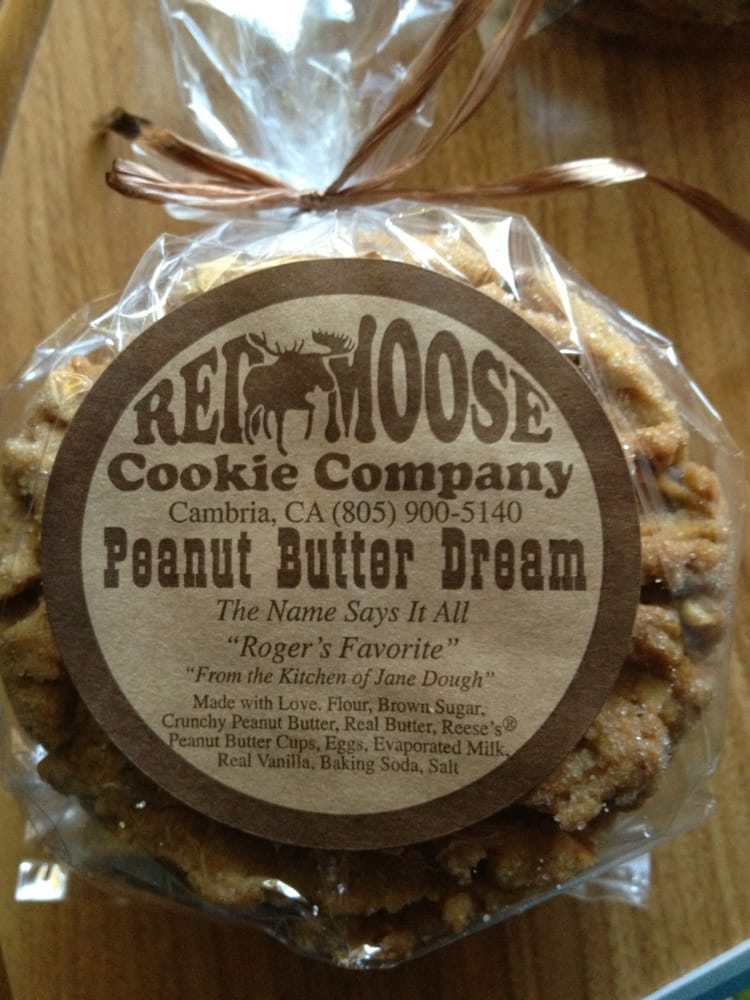 RED MOOSE
Cookie Company
Cambria, CA (805) 900-5140
Peanut Butter Dream
The Name Says It All
“Roger’s Favorite”
“From the Kitchen of Jane Dough”
Made with Love. Flour, Brown Sugar,
Crunchy Peanut Butter, Real Butter, Reese’s®
Peanut Butter Cups, Eggs, Evaporated Milk,
Real Vanilla, Baking Soda, Salt